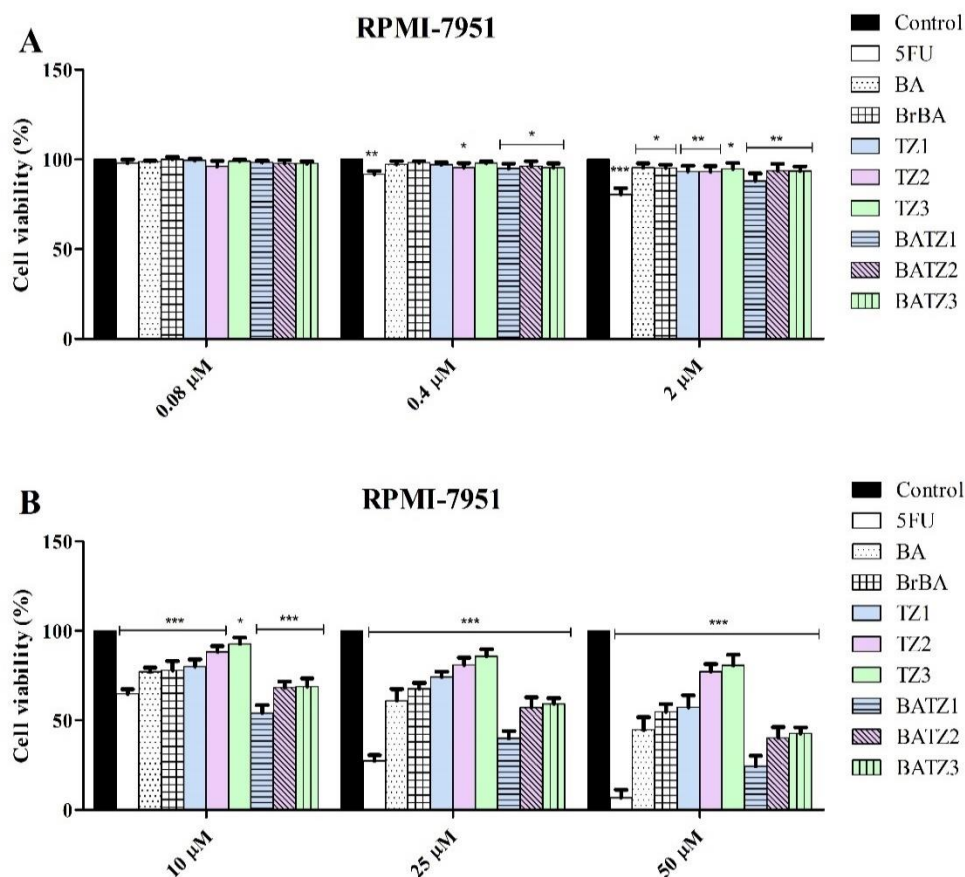 A
RPMI-7951
Cell viability (%)
150
100
50
0
**
*
*
***
*
**
*
**
0.08 µM
0.4 µM
2 µM
Control
5FU
BA
BrBA
TZ1
TZ2
TZ3
BATZ1
BATZ2
BATZ3
B
RPMI-7951
Cell viability (%)
150
100
50
0
***
*
***
***
***
10 µM
25 µM
50 µM
Control
5FU
BA
BrBA
TZ1
TZ2
TZ3
BATZ1
BATZ2
BATZ3